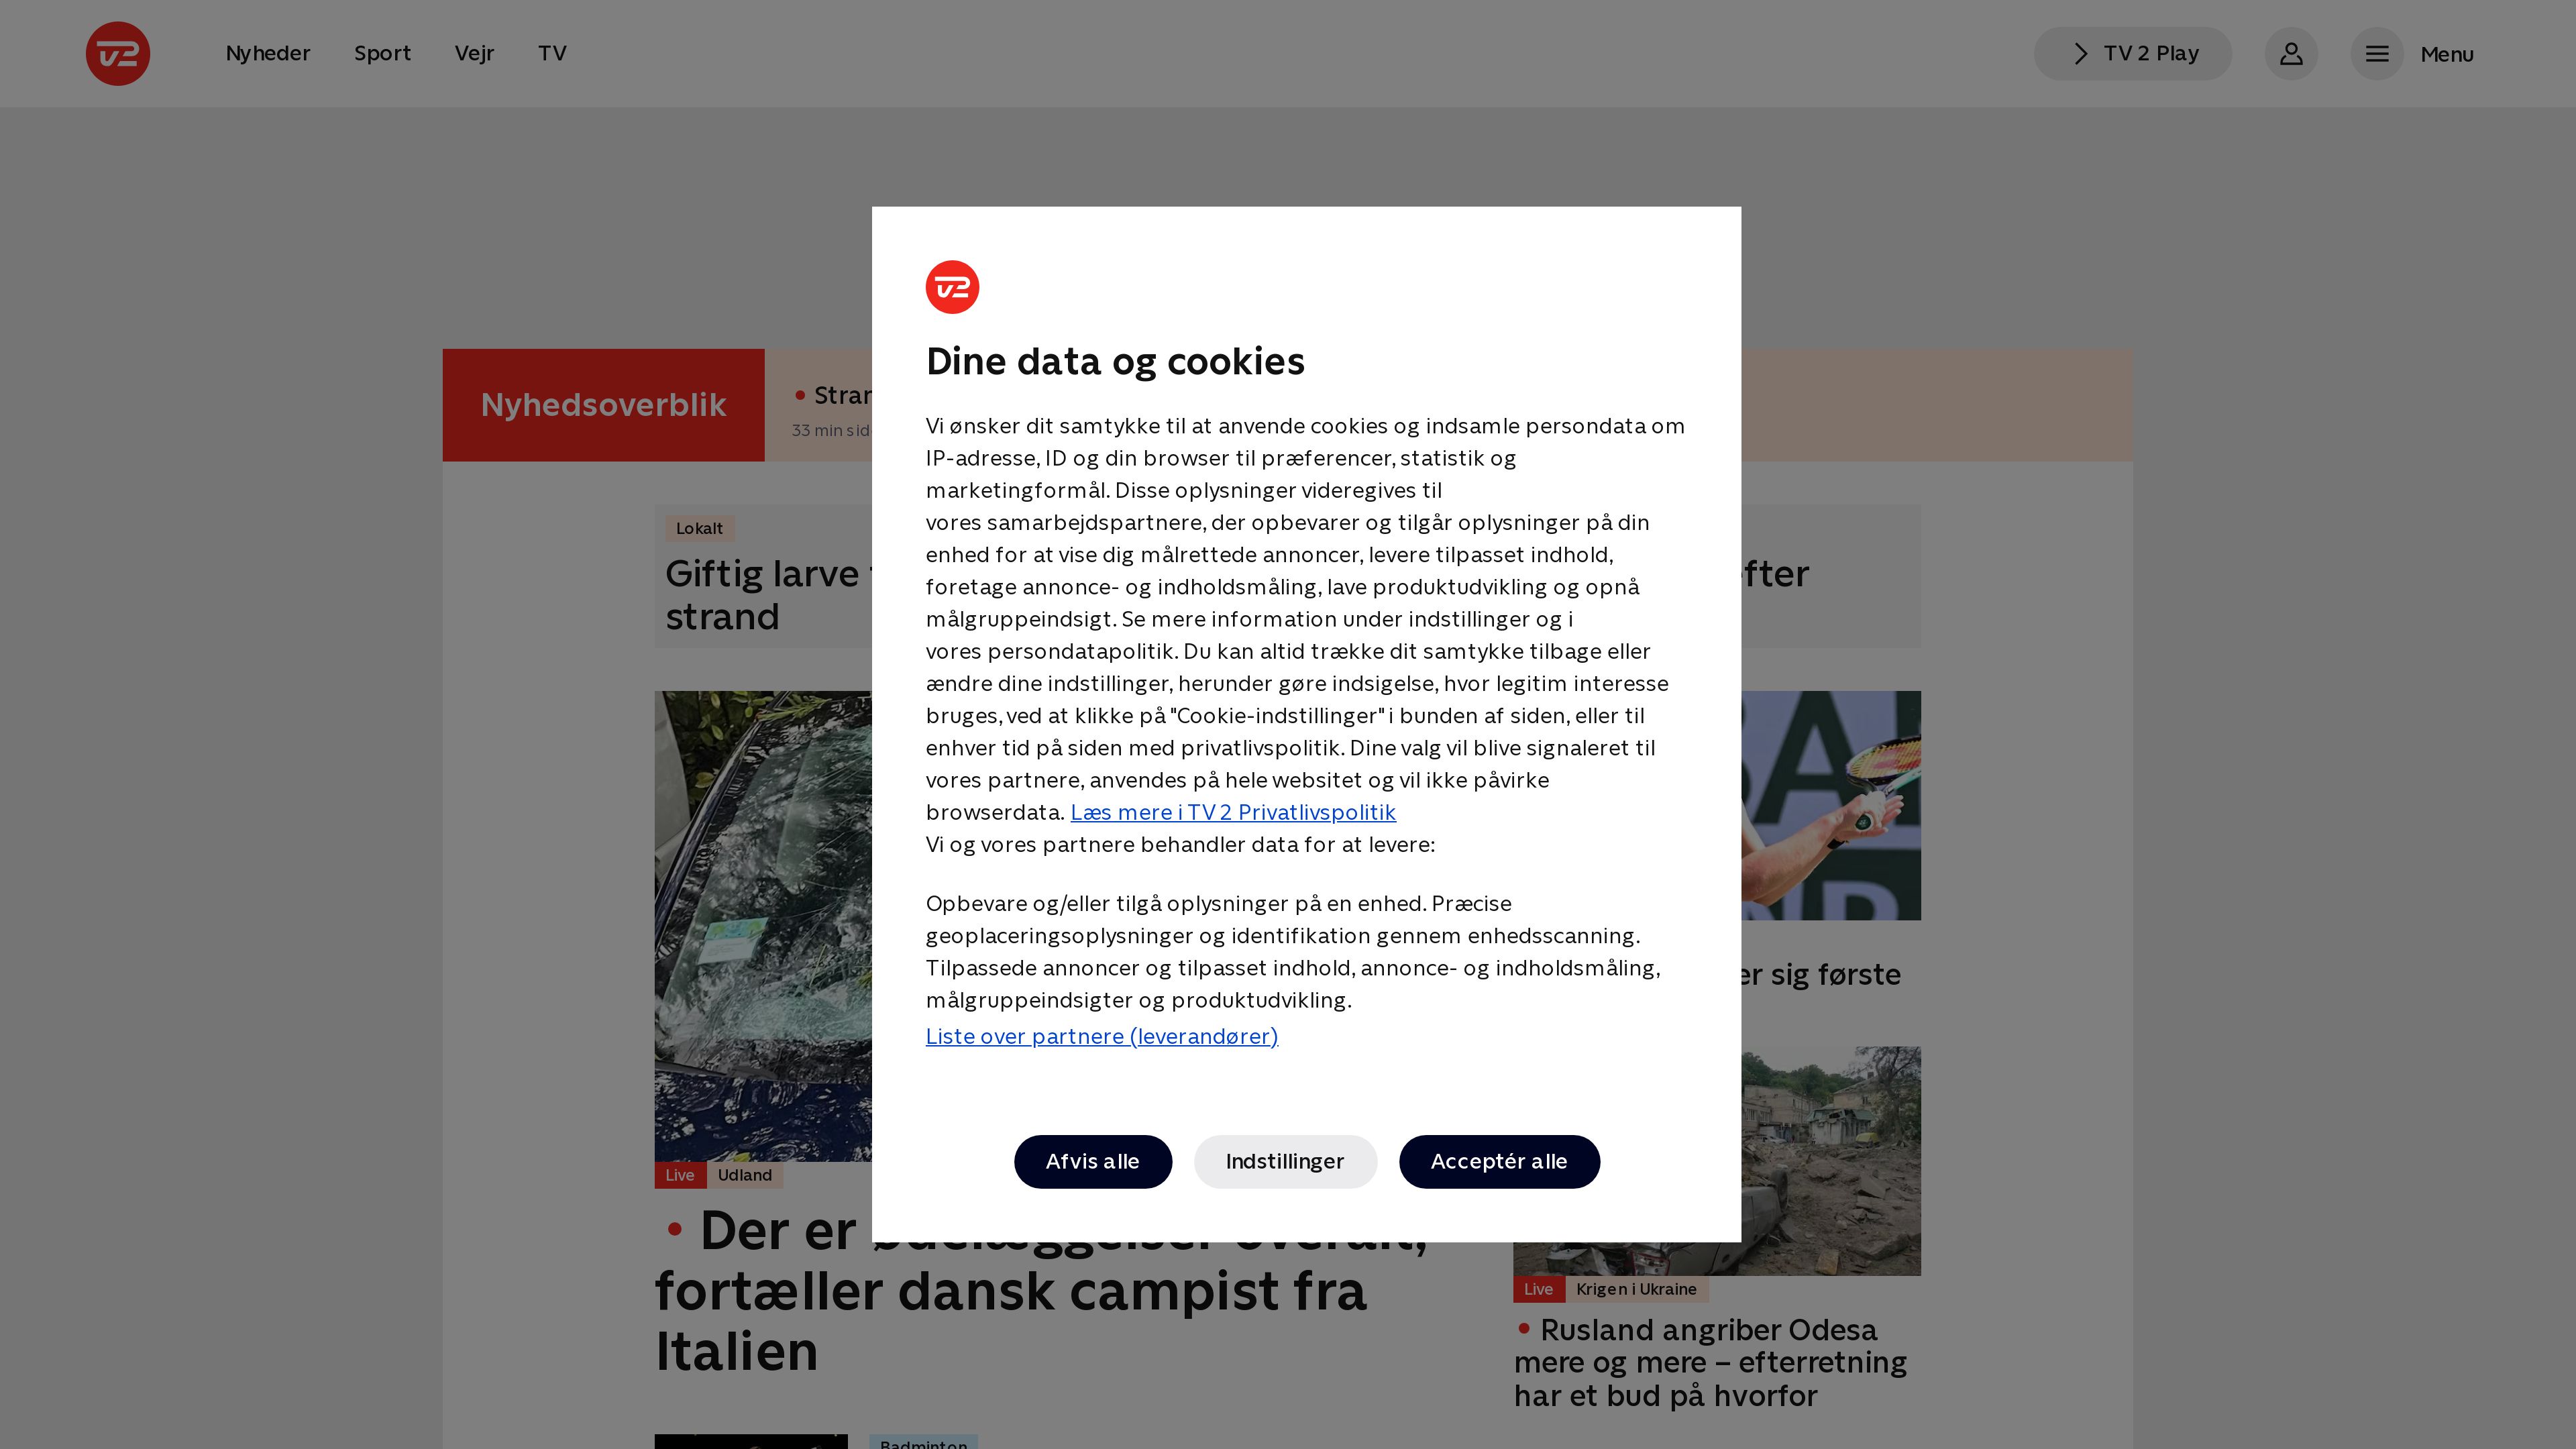 Nyheder
Sport
Vejr
TV
TV 2 Play
Menu
Nyhedsoverblik
33 min
Lokalt
Giftig larve
strand
Dine data og cookies
Vi ønsker dit samtykke til at anvende cookies og indsamle persondata om
IP-adresse, ID og din browser til præferencer, statistik og
marketingformål. Disse oplysninger videregives til
vores samarbejdspartnere, der opbevarer og tilgår oplysninger på din
enhed for at vise dig målrettede annoncer, levere tilpasset indhold,
foretage annonce- og indholdsmåling, lave produktudvikling og opnå
målgruppeindsigt. Se mere information under indstillinger og i
vores persondatapolitik. Du kan altid trække dit samtykke tilbage eller
ændre dine indstillinger, herunder gøre indsigelse, hvor legitim interesse
bruges, ved at klikke på "Cookie-indstillinger" i bunden af siden, eller til
enhver tid på siden med privatlivspolitik. Dine valg vil blive signaleret til
vores partnere, anvendes på hele websitet og vil ikke påvirke
browserdata. Læs mere i TV 2 Privatlivspolitik
Vi og vores partnere behandler data for at levere:
Opbevare og/eller tilgå oplysninger på en enhed. Præcise
geoplaceringsoplysninger og identifikation gennem enhedsscanning.
Tilpassede annoncer og tilpasset indhold, annonce- og indholdsmåling,
målgruppeindsigter og produktudvikling.
Liste over partnere (leverandører)
Afvis alle
Indstillinger
Acceptér alle
sig første
Live
Udland
Der er ødelæggelser overalt,
fortæller dansk campist fra
Italien
Live
Krigen i Ukraine
Rusland angriber Odesa
mere og mere – efterretning
har et bud på hvorfor
Badminton